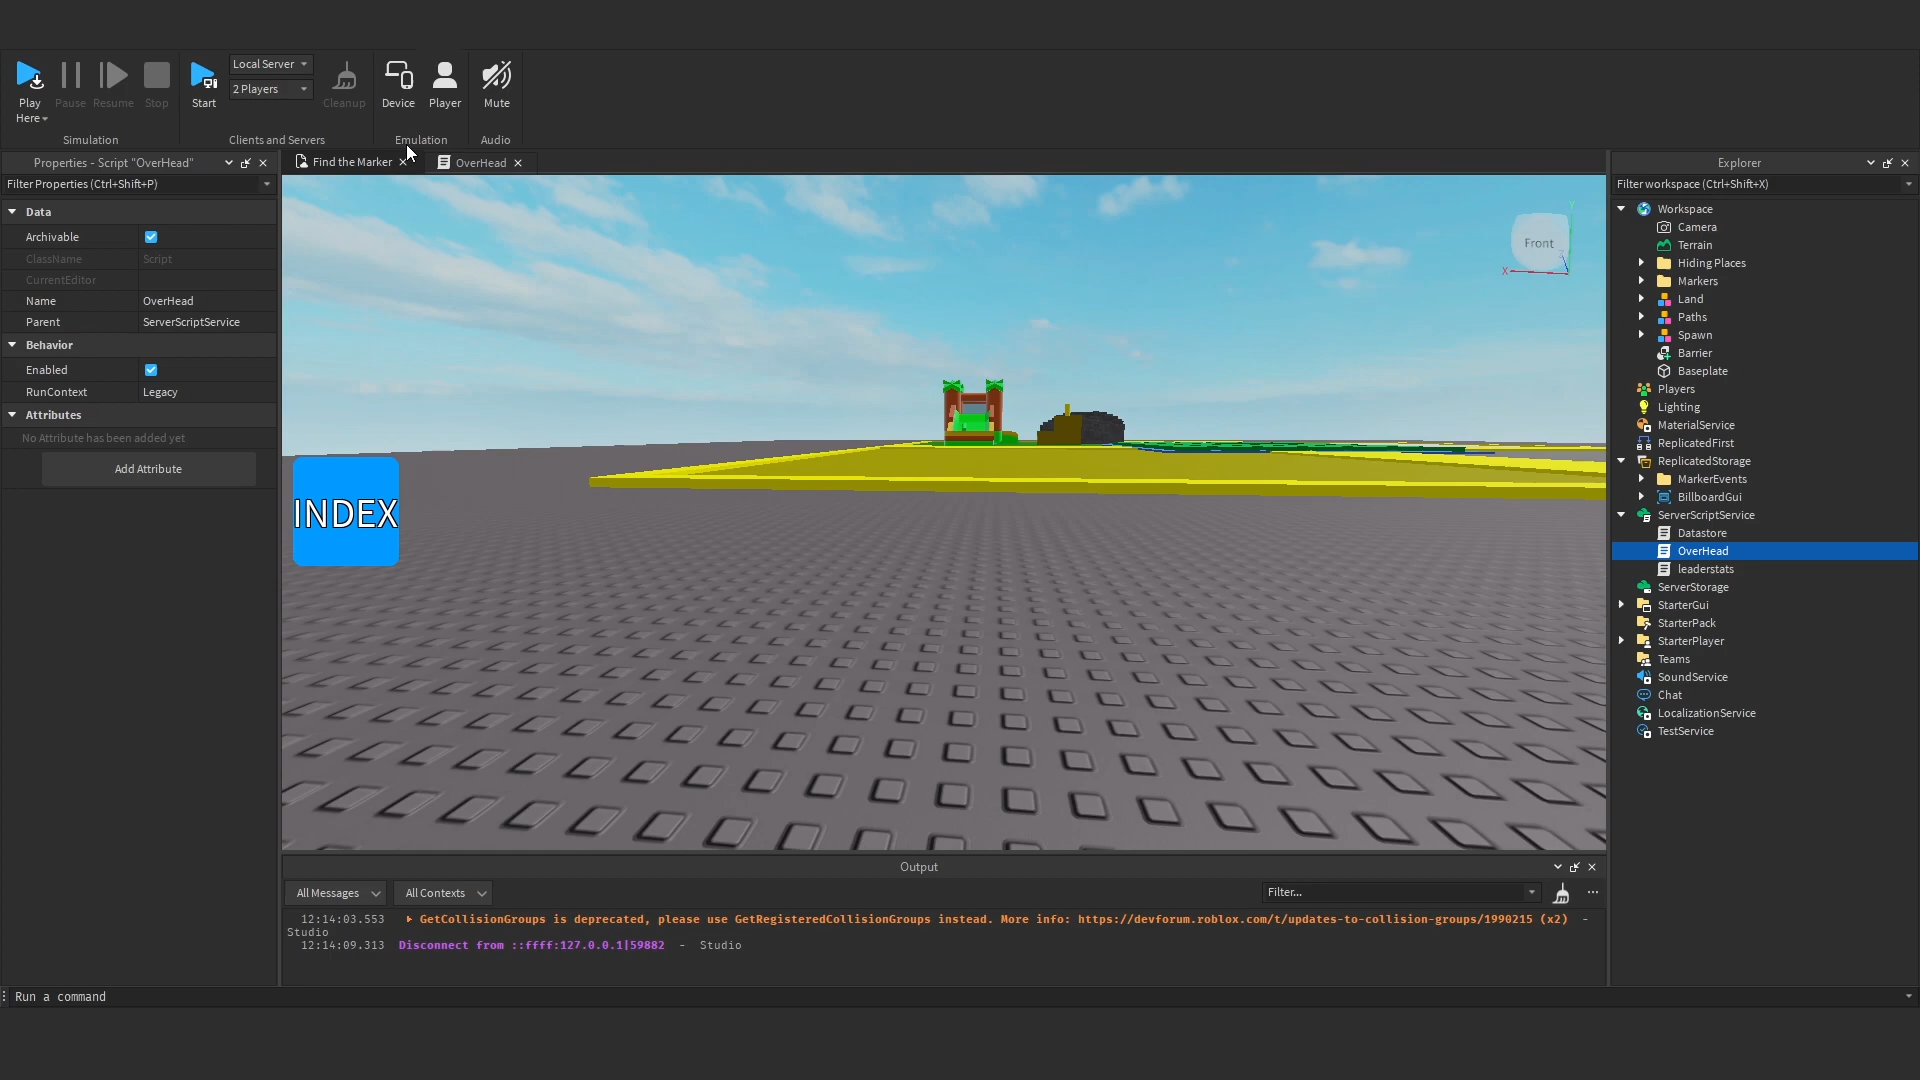 Local Server
2 Players
Play
Here
Pause
Resume
Stop
Start
Cleanup
Device
Player
Mute
Simulation
Clients and Servers
Emulation
Audio
Properties - Script "OverHead"
Find the Marker
OverHead
Explorer
Filter Properties (Ctrl+Shift+P)
Data
Archivable
ClassName
Script
CurrentEditor
Name
OverHead
Parent
ServerScriptService
Behavior
Enabled
RunContext
Legacy
Attributes
No Attribute has been added yet
Add Attribute
Front
X
Y
Z
INDEX
Filter workspace (Ctrl+Shift+X)
Workspace
Camera
Terrain
Hiding Places
Markers
Land
Paths
Spawn
Barrier
Baseplate
Players
Lighting
MaterialService
ReplicatedFirst
ReplicatedStorage
MarkerEvents
BillboardGui
ServerScriptService
Datastore
OverHead
leaderstats
ServerStorage
StarterGui
StarterPack
StarterPlayer
Teams
SoundService
Chat
LocalizationService
TestService
Output
All Messages
All Contexts
Filter...
12:14:03.553 GetCollisionGroups is deprecated, please use GetRegisteredCollisionGroups instead. More info: https://devforum.roblox.com/t/updates-to-collision-groups/1990215 (x2) -
Studio
12:14:09.313 Disconnect from ::ffff:127.0.0.1|59882 - Studio
Run a command